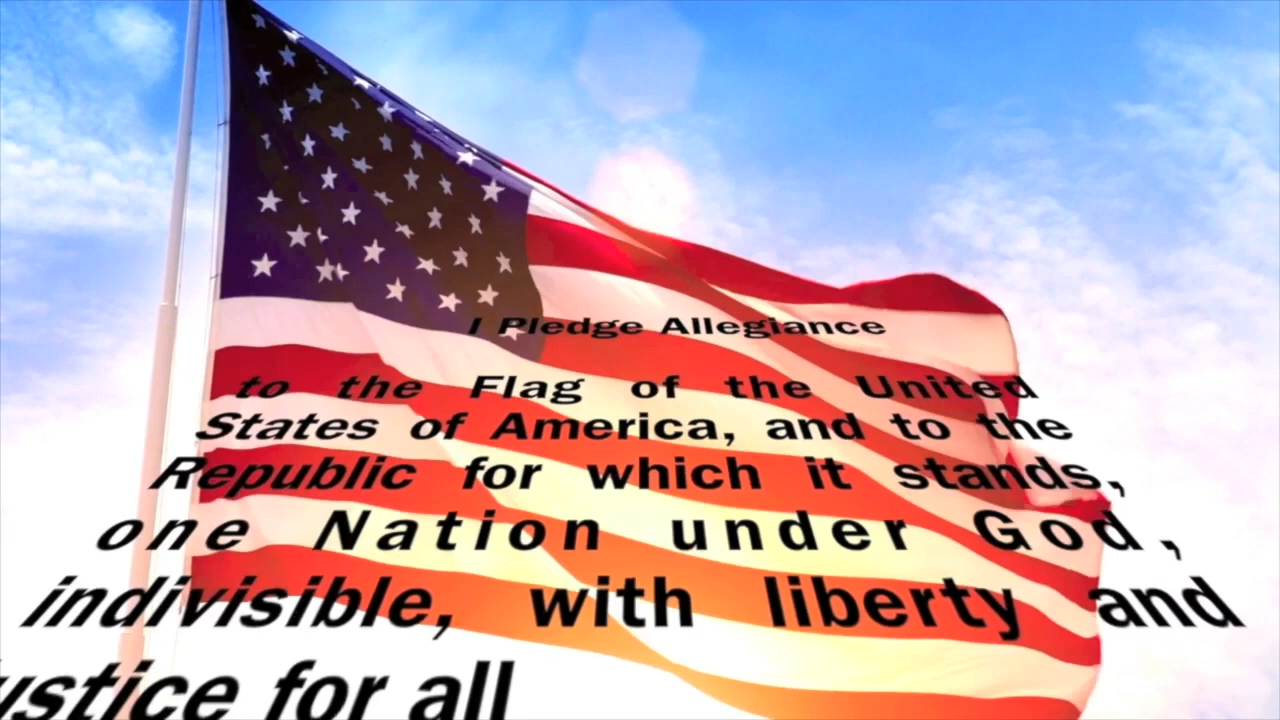 I Pledge Allegiance
to the Flag of the United
States of America, and to the
Republic for which it stands,
one Nation under God,
indivisible, with liberty and
ustice for all